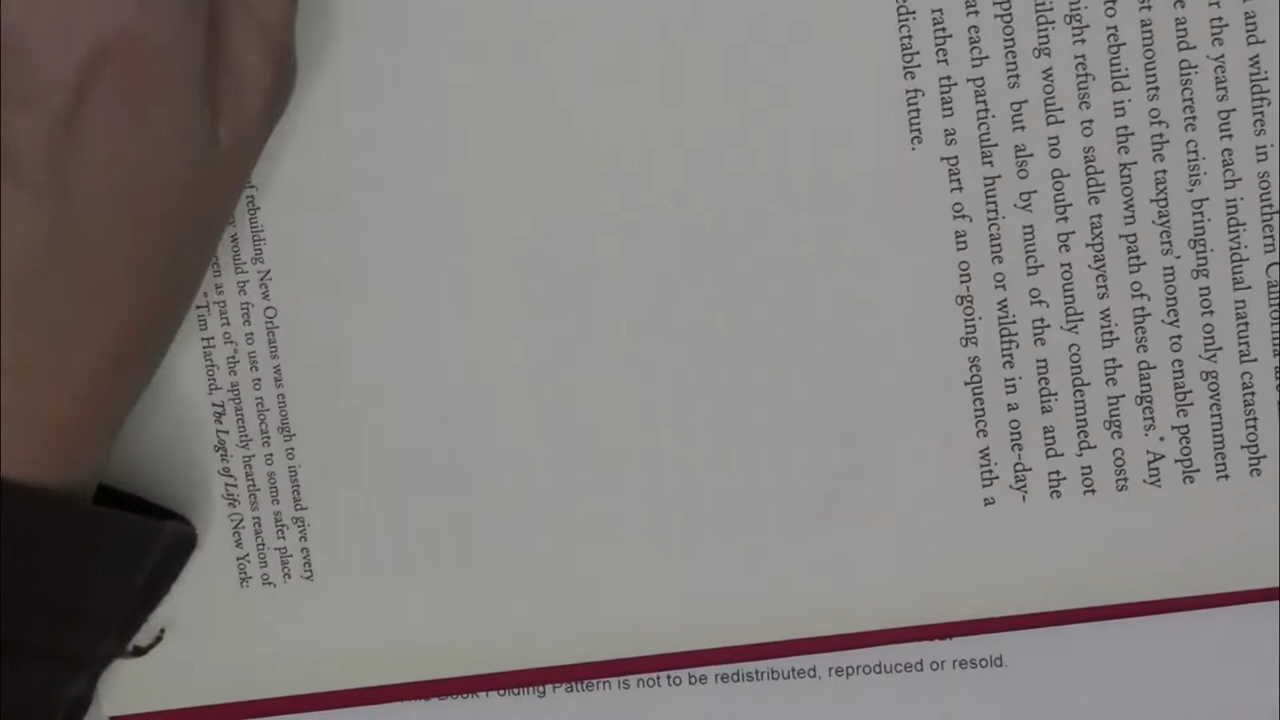 and wildfires in southern
the years but each individual natural catastrophe
and discrete crisis, bringing not only government
amounts of the taxpayers' money to enable people
to rebuild in the known path of these dangers.* Any
might refuse to saddle taxpayers with the huge costs
would no doubt be roundly condemned, not
but also by much of the media and the
at each particular hurricane or wildfire in a one-day-
rather than as part of an on-going sequence with a
future.
rebuilding New Orleans was enough to instead give every
would be free to use to relocate to some safer place.
as part of "the apparently heartless reaction of
* Tim Harford, The Logic of Life (New York:
Book Folding Pattern is not to be redistributed, reproduced or resold.